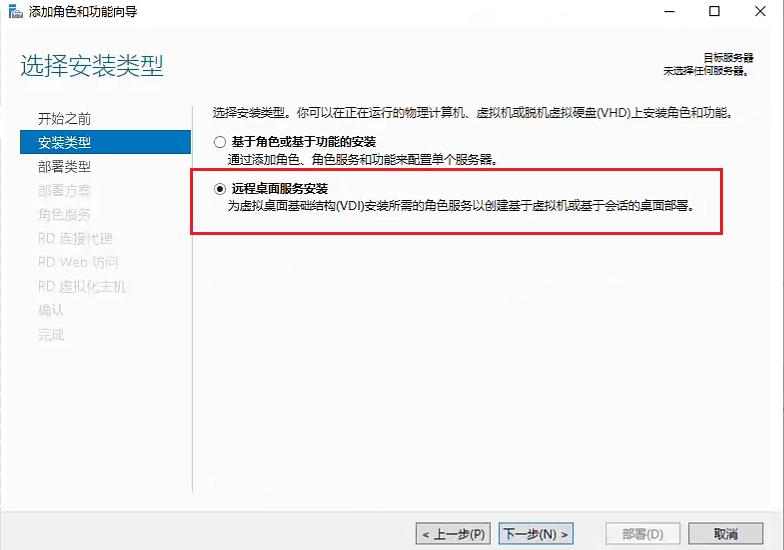 添加角色和功能向导
选择安装类型
目标服务器
未选择任何服务器。
开始之前
安装类型
部署类型
部署方案
角色服务
RD 连接代理
RD Web 访问
RD 虚拟化主机
确认
完成
选择安装类型。你可以在正在运行的物理计算机、虚拟机或脱机虚拟硬盘(VHD)上安装角色和功能。
基于角色或基于功能的安装
通过添加角色、角色服务和功能来配置单个服务器。
远程桌面服务安装
为虚拟桌面基础结构(VDI)安装所需的角色服务以创建基于虚拟机或基于会话的桌面部署。
< 上一步(P)
下一步(N) >
部署(D)
取消